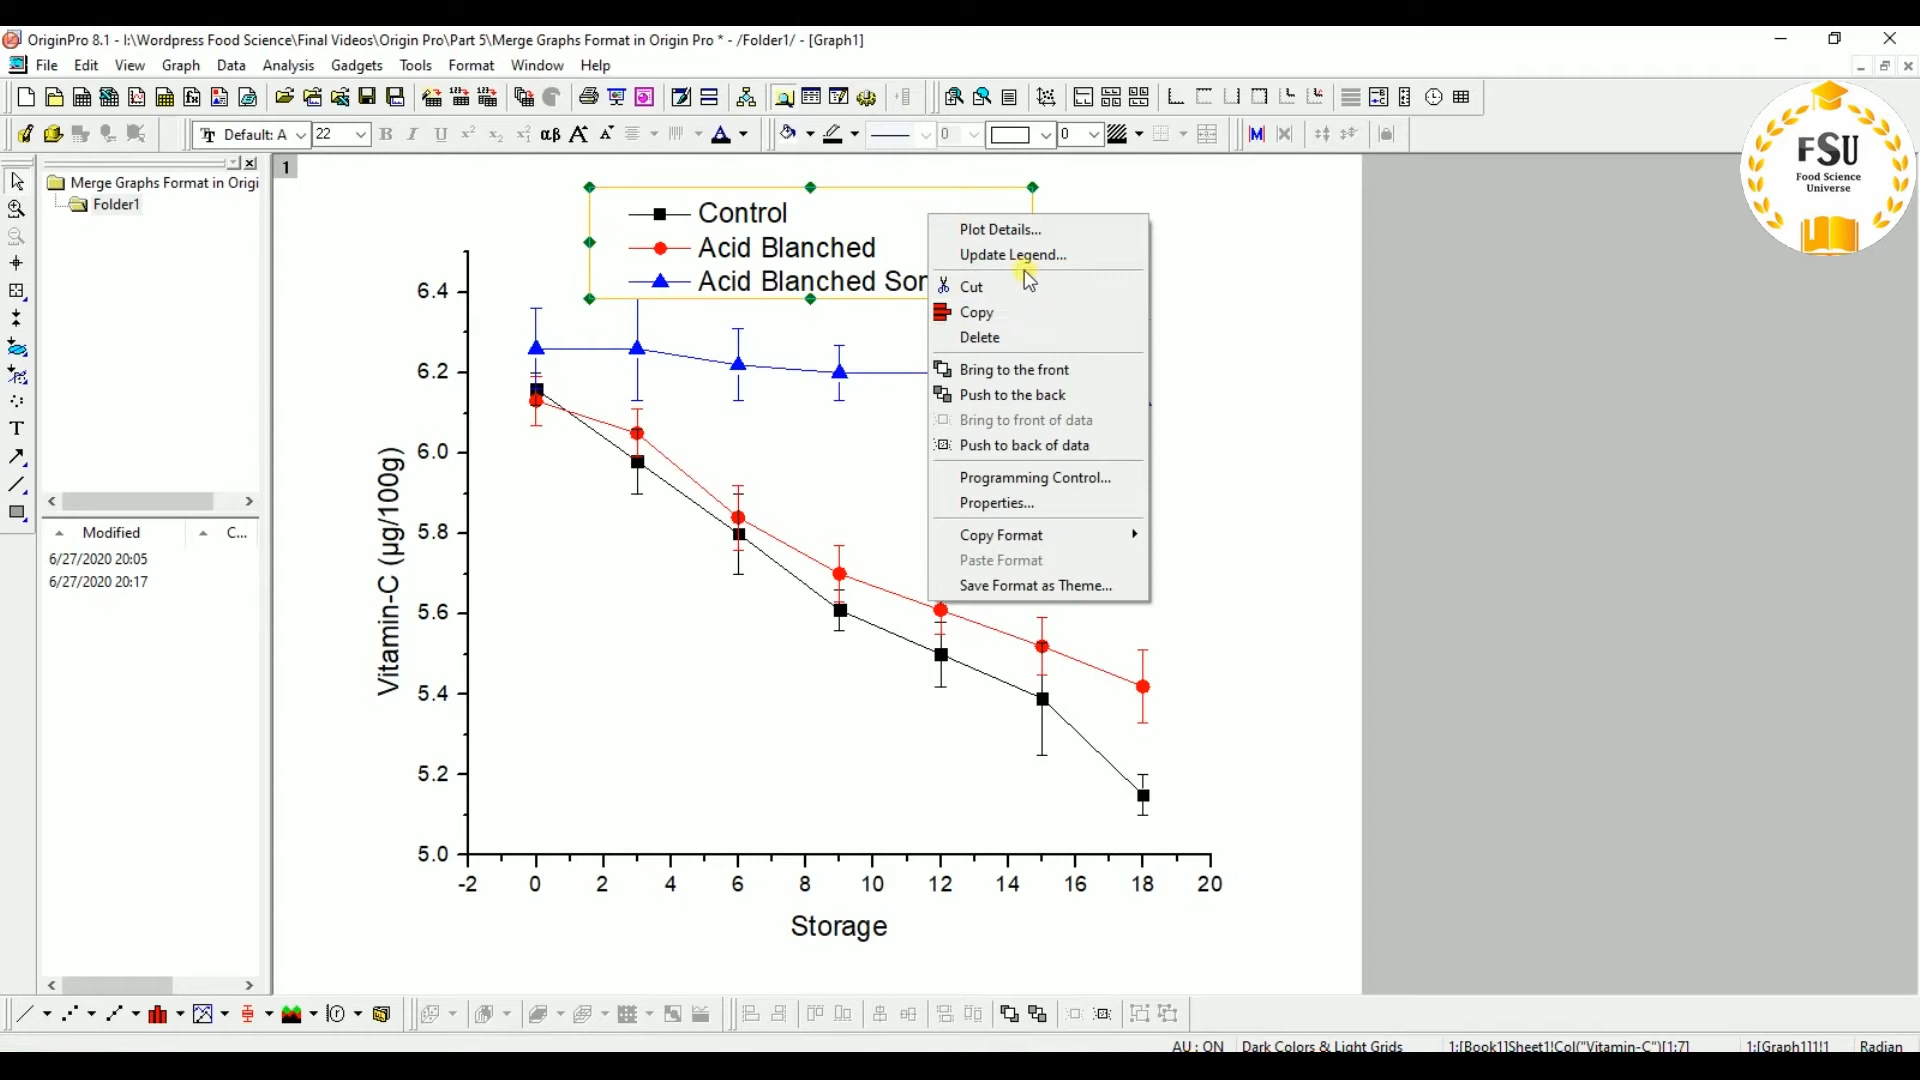 OriginPro 8.1 - I:\Wordpress Food Science\Final Videos\Origin Pro\Part 5\Merge Graphs Format in Origin Pro * - /Folder1/ - [Graph1]
File Edit View Graph Data Analysis Gadgets Tools Format Window Help
Default: A 22 B I U αβ A A A 0 0
FSU
Food Science
Universe
Merge Graphs Format in Origi
Folder1
Modified C...
6/27/2020 20:05
6/27/2020 20:17
1
Control
Acid Blanched
Acid Blanched Son
Plot Details...
Update Legend...
Cut
Copy
Delete
Bring to the front
Push to the back
Bring to front of data
Push to back of data
Programming Control...
Properties...
Copy Format
Paste Format
Save Format as Theme...
Vitamin-C (µg/100g)
6.4
6.2
6.0
5.8
5.6
5.4
5.2
5.0
-2 0 2 4 6 8 10 12 14 16 18 20
Storage
AU : ON Dark Colors & Light Grids 1:[Book1]Sheet1!Col("Vitamin-C")[1:7] 1:[Graph1]1!1 Radian